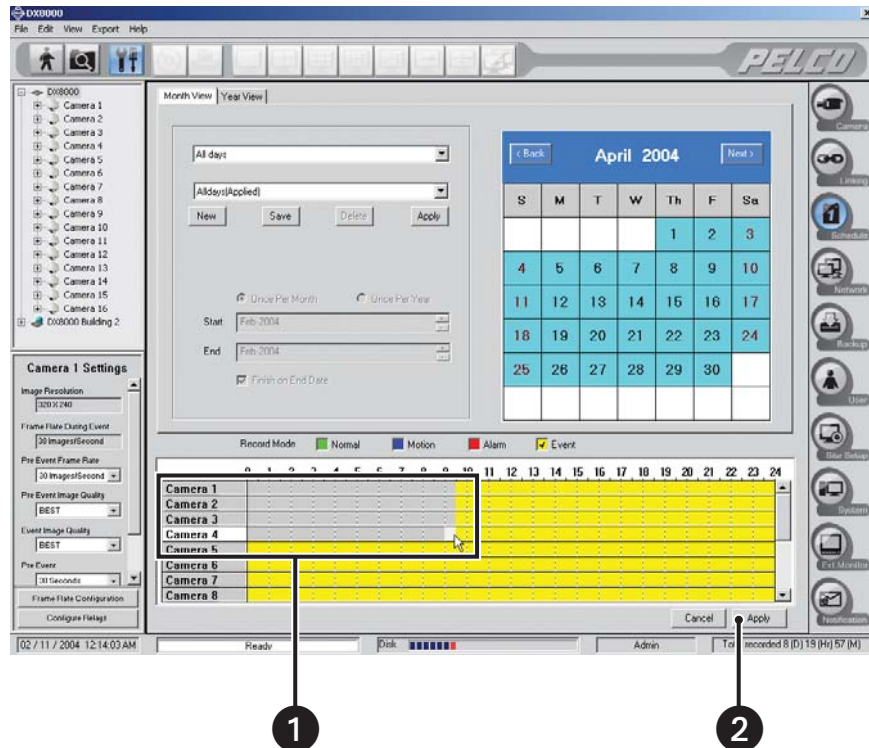 DX8000
File Edit View Export Help
PELCO
DX8000
Camera 1
Camera 2
Camera 3
Camera 4
Camera 5
Camera 6
Camera 7
Camera 8
Camera 9
Camera 10
Camera 11
Camera 12
Camera 13
Camera 14
Camera 15
Camera 16
DX8000 Building 2
Camera 1 Settings
Image Resolution
320 X 240
Frame Rate During Event
30 Images/Second
Pre Event Frame Rate
30 Images/Second
Pre Event Image Quality
BEST
Event Image Quality
BEST
Pre Event
30 Seconds
Frame Rate Configuration
Configure Relays
Month View Year View
All days
Alldays(Applied)
New Save Delete Apply
Once Per Month Once Per Year
Start Feb-2004
End Feb-2004
Finish on End Date
< Back April 2004 Next >
S M T W Th F Sa
1 2 3
4 5 6 7 8 9 10
11 12 13 14 15 16 17
18 19 20 21 22 23 24
25 26 27 28 29 30
Record Mode Normal Motion Alarm Event
0 1 2 3 4 5 6 7 8 9 10 11 12 13 14 15 16 17 18 19 20 21 22 23 24
Camera 1
Camera 2
Camera 3
Camera 4
Camera 5
Camera 6
Camera 7
Camera 8
Cancel Apply
Camera
Linking
Schedule
Network
Backup
User
Site Setup
System
Ext Monitor
Notification
02 / 11 / 2004 12:14:03 AM Ready Disk Admin recorded 8 (D) 19 (Hr) 57 (M)
1 2